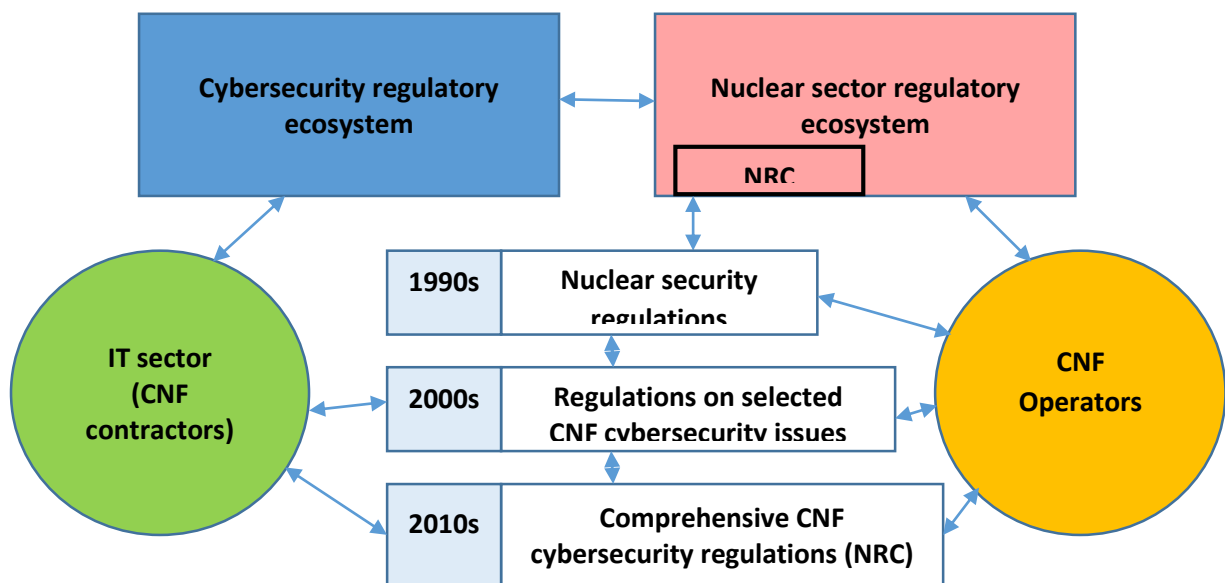 Cybersecurity regulatory
ecosystem
Nuclear sector regulatory
ecosystem
NRC
1990s
Nuclear security
regulations
IT sector
(CNF
contractors)
2000s
Regulations on selected
CNF cybersecurity issues
CNF
Operators
2010s
Comprehensive CNF
cybersecurity regulations (NRC)